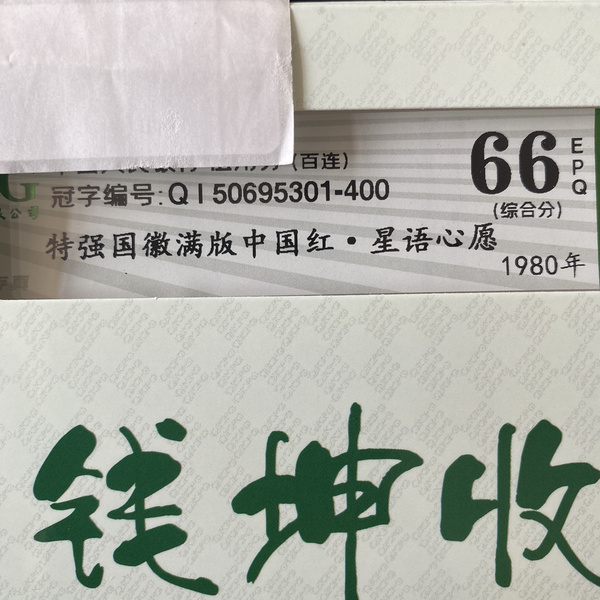 (百连)
冠字编号: QI50695301-400
特强国徽满版中国红·星语心愿
66
EPQ
(综合分)
1980年
钱坤收